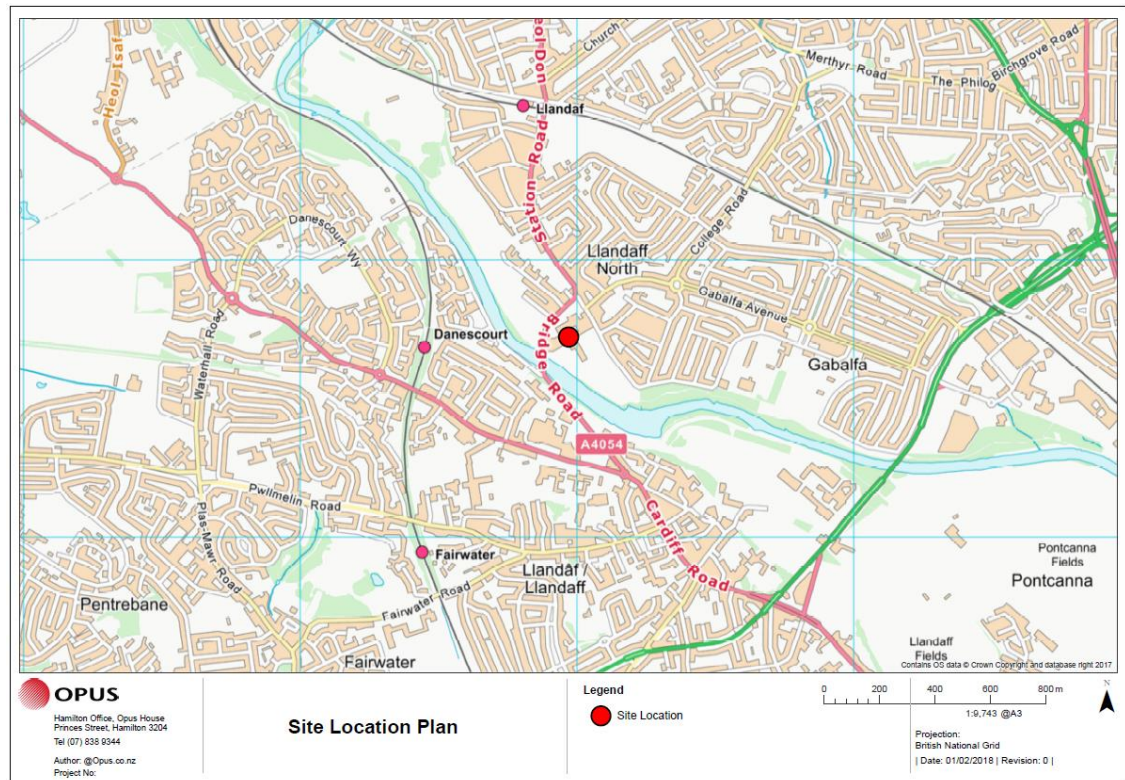 Heol Isaf
Heol Don
Church
Merthyr Road
The Philog
Birchgrove Road
Llandaf
Station Road
College Road
Danescourt Wy
Llandaff
North
Gabalfa Avenue
Waterhall Road
Danescourt
Bridge Road
Gabalfa
A4054
Pwllmelin Road
Plas-Mawr Road
Cardiff Road
Fairwater
Llandâf /
Llandaff
Pontcanna
Fields
Pontcanna
Pentrebane
Fairwater Road
Fairwater
Llandaff
Fields
Contains OS data © Crown Copyright and database right 2017
OPUS
Hamilton Office, Opus House
Princes Street, Hamilton 3204
Tel (07) 838 9344
Author: @Opus.co.nz
Project No:
Site Location Plan
Legend
Site Location
0 200 400 600 800 m
1:9,743 @A3
N
Projection:
British National Grid
| Date: 01/02/2018 | Revision: 0 |